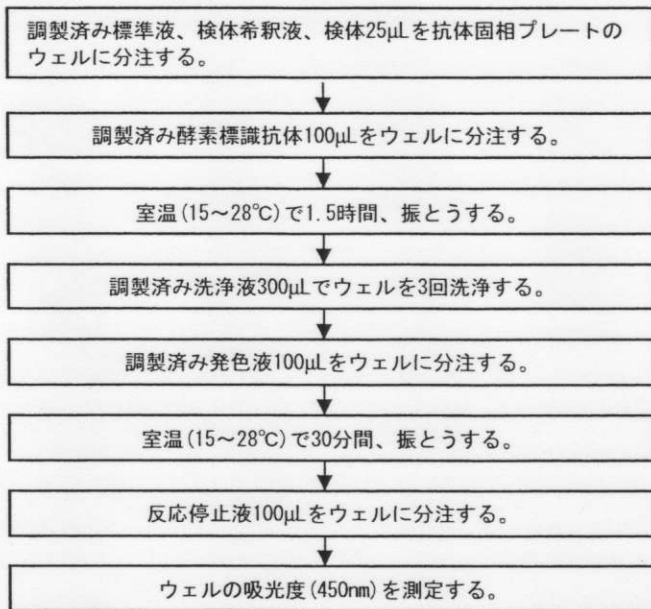 調製済み標準液、検体希釈液、検体25μLを抗体固相プレートの
ウェルに分注する。
調製済み酵素標識抗体100μLをウェルに分注する。
室温(15～28℃)で1.5時間、振とうする。
調製済み洗浄液300μLでウェルを3回洗浄する。
調製済み発色液100μLをウェルに分注する。
室温(15～28℃)で30分間、振とうする。
反応停止液100μLをウェルに分注する。
ウェルの吸光度(450nm)を測定する。